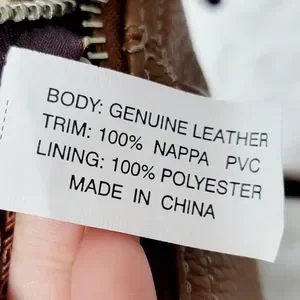 BODY: GENUINE LEATHER
TRIM: 100% NAPPA PVC
LINING: 100% POLYESTER
MADE IN CHINA